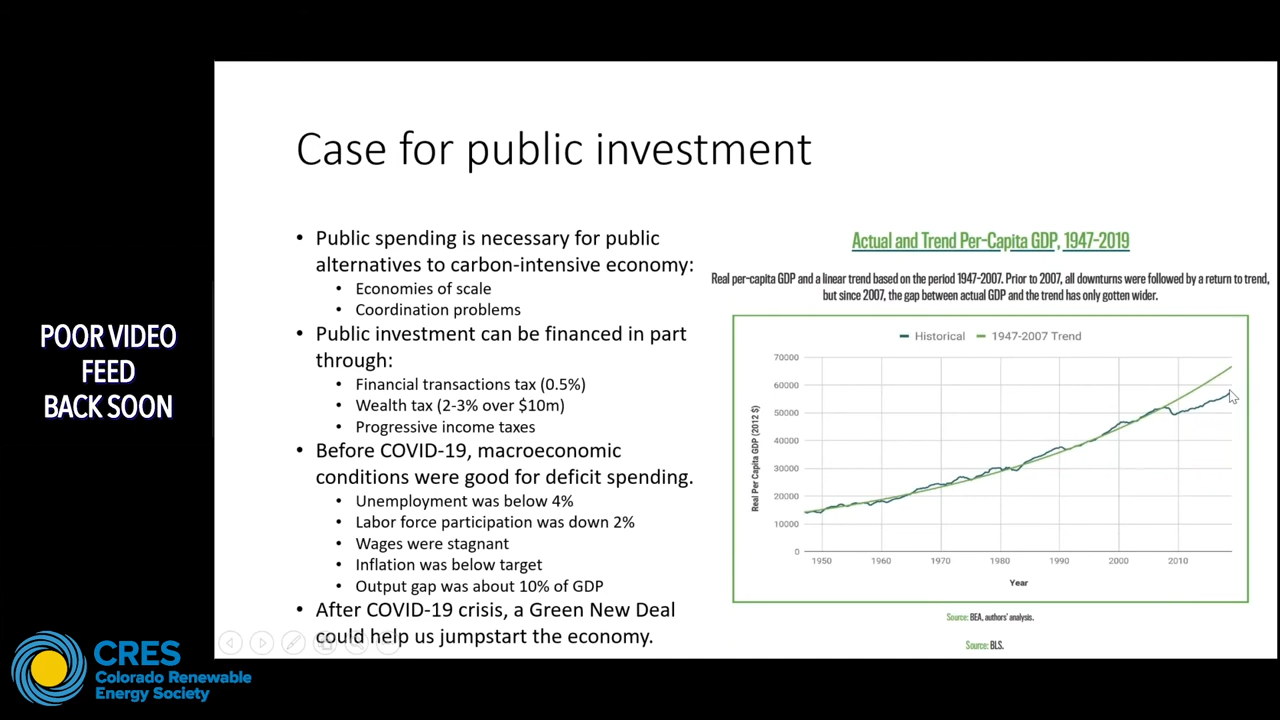 Case for public investment
• Public spending is necessary for public
alternatives to carbon-intensive economy:
• Economies of scale
• Coordination problems
• Public investment can be financed in part
through:
• Financial transactions tax (0.5%)
• Wealth tax (2-3% over $10m)
• Progressive income taxes
• Before COVID-19, macroeconomic
conditions were good for deficit spending.
• Unemployment was below 4%
• Labor force participation was down 2%
• Wages were stagnant
• Inflation was below target
• Output gap was about 10% of GDP
• After COVID-19 crisis, a Green New Deal
could help us jumpstart the economy.
Actual and Trend Per-Capita GDP, 1947-2019
Real per-capita GDP and a linear trend based on the period 1947-2007. Prior to 2007, all downturns were followed by a return to trend,
but since 2007, the gap between actual GDP and the trend has only gotten wider.
Historical 1947-2007 Trend
70000
60000
50000
40000
30000
20000
10000
0
Real Per Capita GDP (2012 $)
1950 1960 1970 1980 1990 2000 2010
Year
Source: BEA, authors' analysis.
Source: BLS.
POOR VIDEO
FEED
BACK SOON
CRES
Colorado Renewable
Energy Society